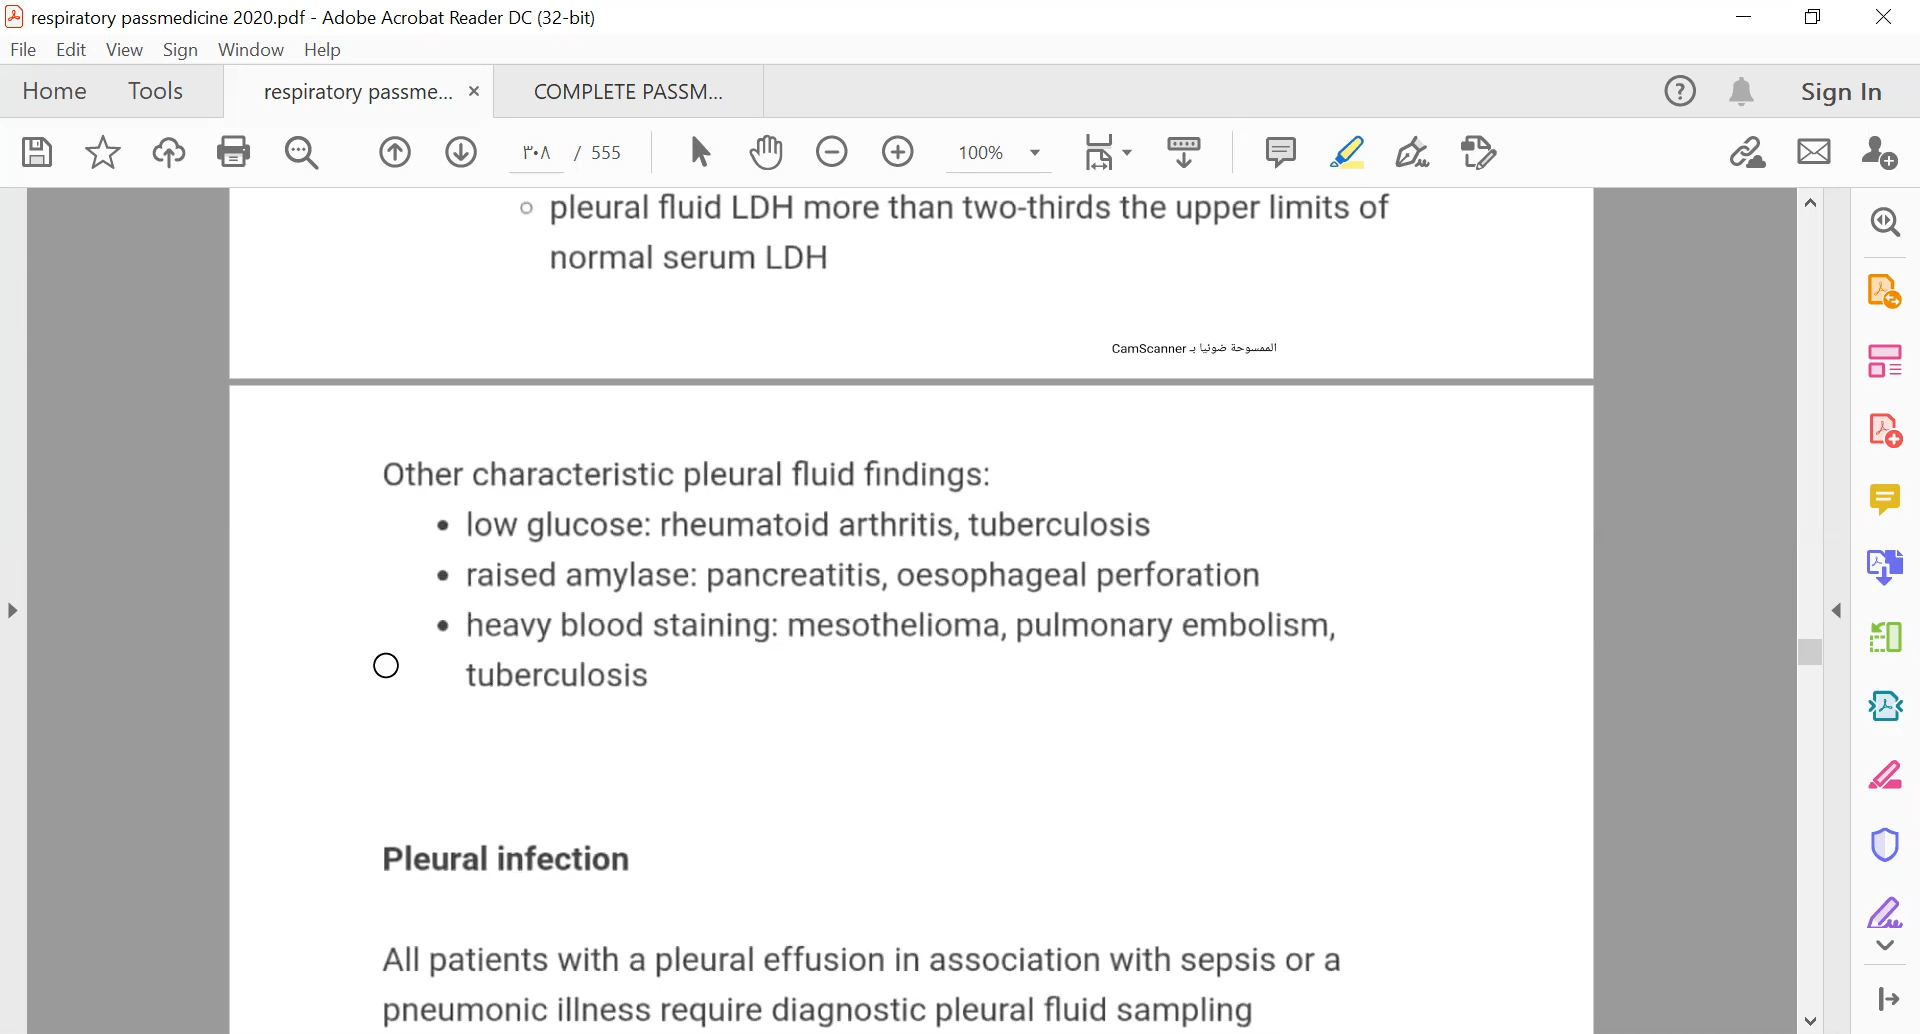 respiratory passmedicine 2020.pdf - Adobe Acrobat Reader DC (32-bit)
File Edit View Sign Window Help
Home Tools respiratory passme... × COMPLETE PASSM... Sign In
٣٠٨ / 555 100%
○ pleural fluid LDH more than two-thirds the upper limits of
normal serum LDH
الممسوحة ضوئيا بـ CamScanner
Other characteristic pleural fluid findings:
• low glucose: rheumatoid arthritis, tuberculosis
• raised amylase: pancreatitis, oesophageal perforation
• heavy blood staining: mesothelioma, pulmonary embolism,
tuberculosis
Pleural infection
All patients with a pleural effusion in association with sepsis or a
pneumonic illness require diagnostic pleural fluid sampling